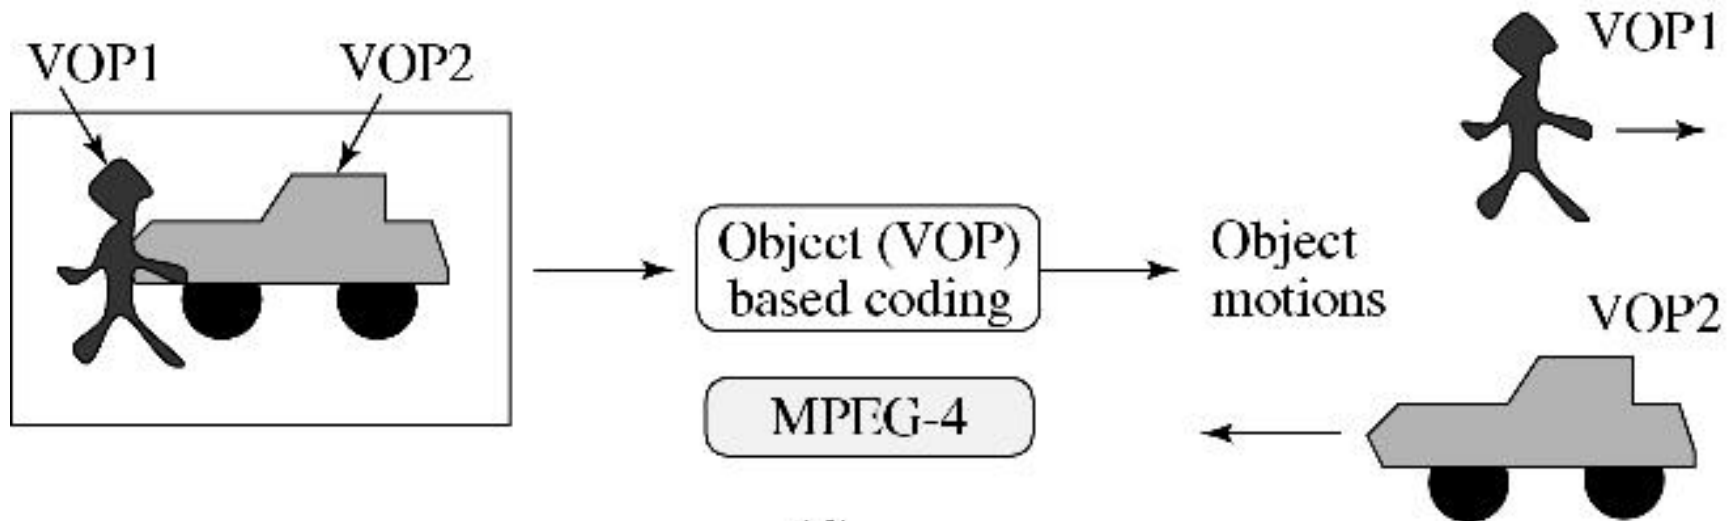 VOP1
VOP2
VOP1
Object (VOP)
based coding
Object
motions
VOP2
MPEG-4